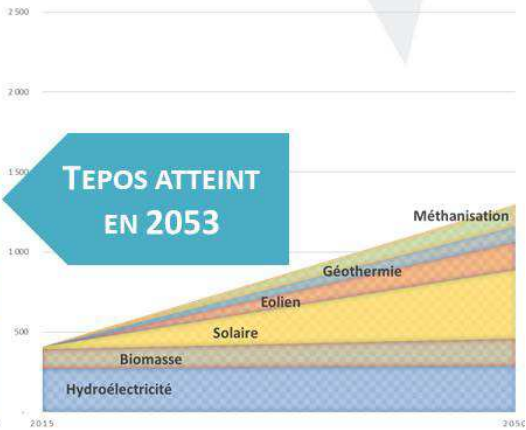 2 500
2 000
1 500
TEPOS ATTEINT
EN 2053
Méthanisation
1 000
Géothermie
Eolien
500
Solaire
Biomasse
Hydroélectricité
-
2015
2050